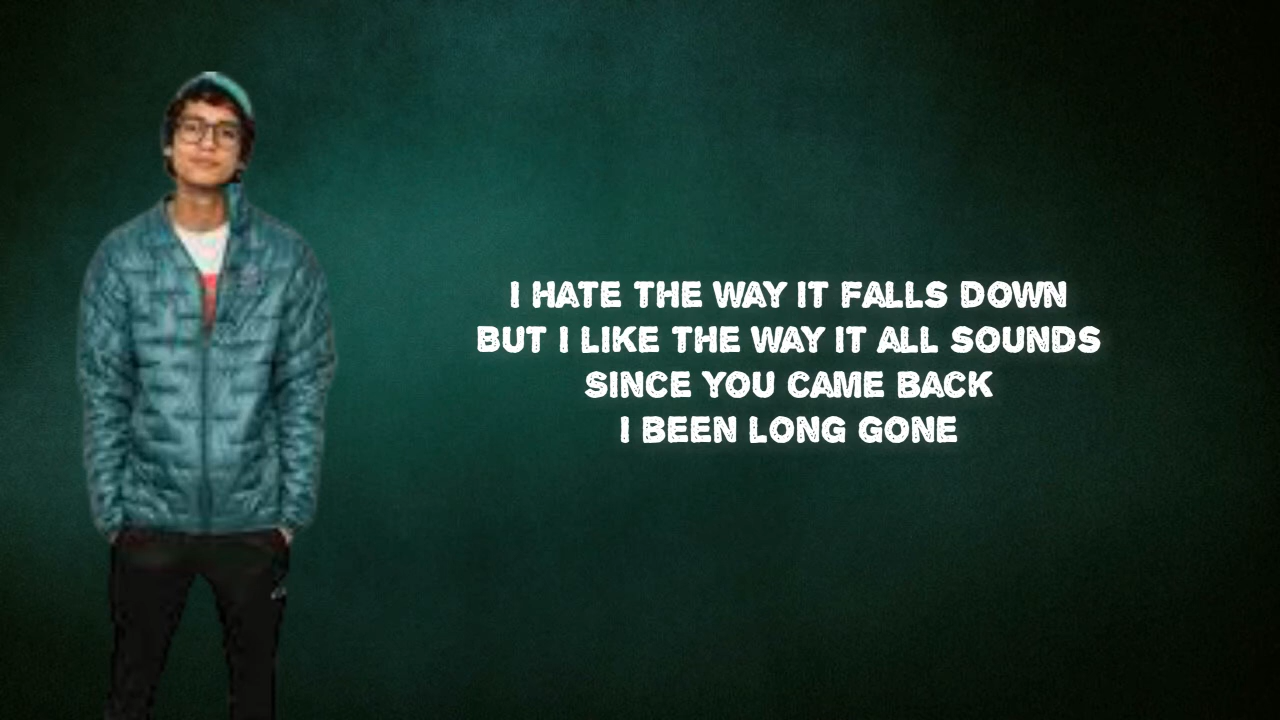 I HATE THE WAY IT FALLS DOWN
BUT I LIKE THE WAY IT ALL SOUNDS
SINCE YOU CAME BACK
I BEEN LONG GONE